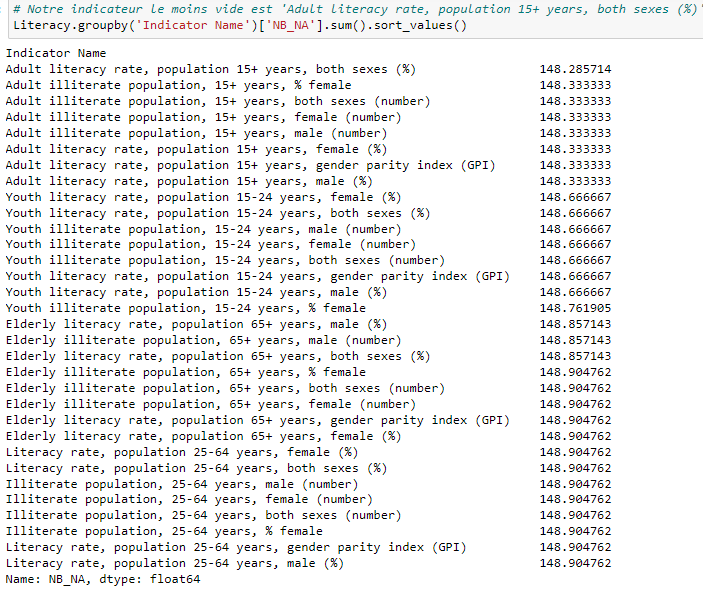 # Notre indicateur le moins vide est 'Adult literacy rate, population 15+ years, both sexes (%)'
Literacy.groupby('Indicator Name')['NB_NA'].sum().sort_values()
Indicator Name
Adult literacy rate, population 15+ years, both sexes (%) 148.285714
Adult illiterate population, 15+ years, % female 148.333333
Adult illiterate population, 15+ years, both sexes (number) 148.333333
Adult illiterate population, 15+ years, female (number) 148.333333
Adult illiterate population, 15+ years, male (number) 148.333333
Adult literacy rate, population 15+ years, female (%) 148.333333
Adult literacy rate, population 15+ years, gender parity index (GPI) 148.333333
Adult literacy rate, population 15+ years, male (%) 148.333333
Youth literacy rate, population 15-24 years, female (%) 148.666667
Youth literacy rate, population 15-24 years, both sexes (%) 148.666667
Youth illiterate population, 15-24 years, male (number) 148.666667
Youth illiterate population, 15-24 years, female (number) 148.666667
Youth illiterate population, 15-24 years, both sexes (number) 148.666667
Youth literacy rate, population 15-24 years, gender parity index (GPI) 148.666667
Youth literacy rate, population 15-24 years, male (%) 148.666667
Youth illiterate population, 15-24 years, % female 148.761905
Elderly literacy rate, population 65+ years, male (%) 148.857143
Elderly illiterate population, 65+ years, male (number) 148.857143
Elderly literacy rate, population 65+ years, both sexes (%) 148.857143
Elderly illiterate population, 65+ years, % female 148.904762
Elderly illiterate population, 65+ years, both sexes (number) 148.904762
Elderly illiterate population, 65+ years, female (number) 148.904762
Elderly literacy rate, population 65+ years, gender parity index (GPI) 148.904762
Elderly literacy rate, population 65+ years, female (%) 148.904762
Literacy rate, population 25-64 years, female (%) 148.904762
Literacy rate, population 25-64 years, both sexes (%) 148.904762
Illiterate population, 25-64 years, male (number) 148.904762
Illiterate population, 25-64 years, female (number) 148.904762
Illiterate population, 25-64 years, both sexes (number) 148.904762
Illiterate population, 25-64 years, % female 148.904762
Literacy rate, population 25-64 years, gender parity index (GPI) 148.904762
Literacy rate, population 25-64 years, male (%) 148.904762
Name: NB_NA, dtype: float64